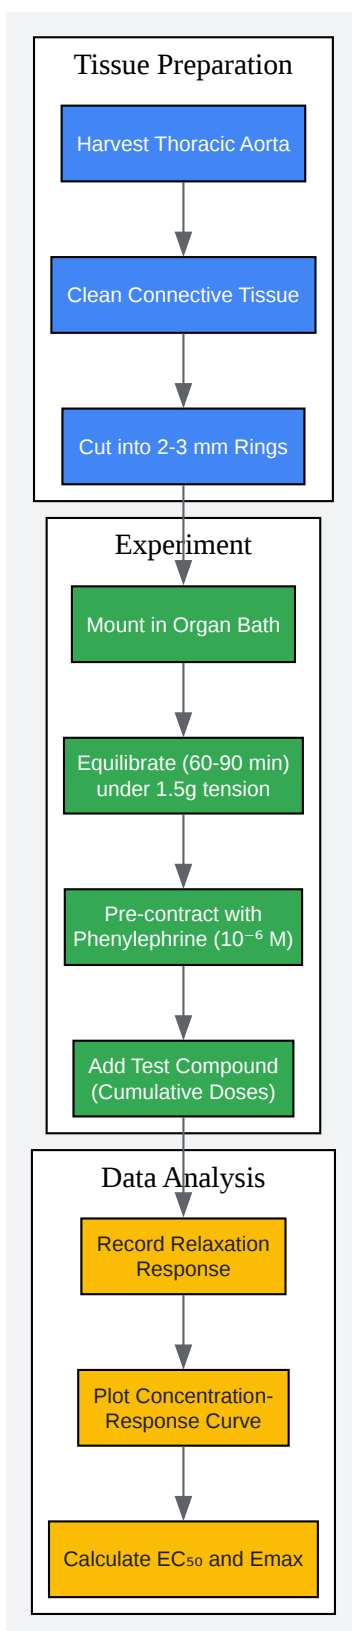 Tissue Preparation
Harvest Thoracic Aorta
Clean Connective Tissue
Cut into 2-3 mm Rings
Experiment
Mount in Organ Bath
Equilibrate (60-90 min)
under 1.5g tension
Pre-contract with
Phenylephrine (10⁻⁶ M)
Add Test Compound
(Cumulative Doses)
Data Analysis
Record Relaxation
Response
Plot Concentration-
Response Curve
Calculate EC₅₀ and Emax